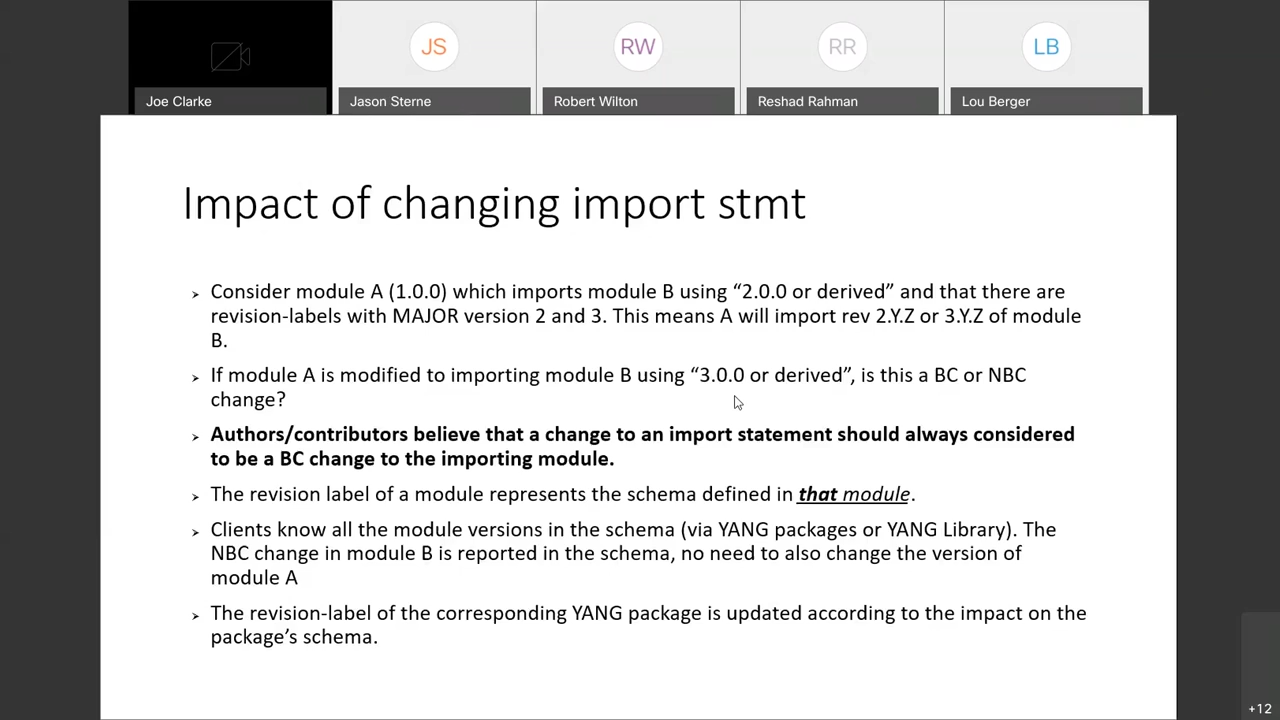 JS
RW
RR
LB
Joe Clarke
Jason Sterne
Robert Wilton
Reshad Rahman
Lou Berger
Impact of changing import stmt
Consider module A (1.0.0) which imports module B using “2.0.0 or derived” and that there are
revision-labels with MAJOR version 2 and 3. This means A will import rev 2.Y.Z or 3.Y.Z of module
B.
If module A is modified to importing module B using “3.0.0 or derived”, is this a BC or NBC
change?
Authors/contributors believe that a change to an import statement should always considered
to be a BC change to the importing module.
The revision label of a module represents the schema defined in that module.
Clients know all the module versions in the schema (via YANG packages or YANG Library). The
NBC change in module B is reported in the schema, no need to also change the version of
module A
The revision-label of the corresponding YANG package is updated according to the impact on the
package’s schema.
+12